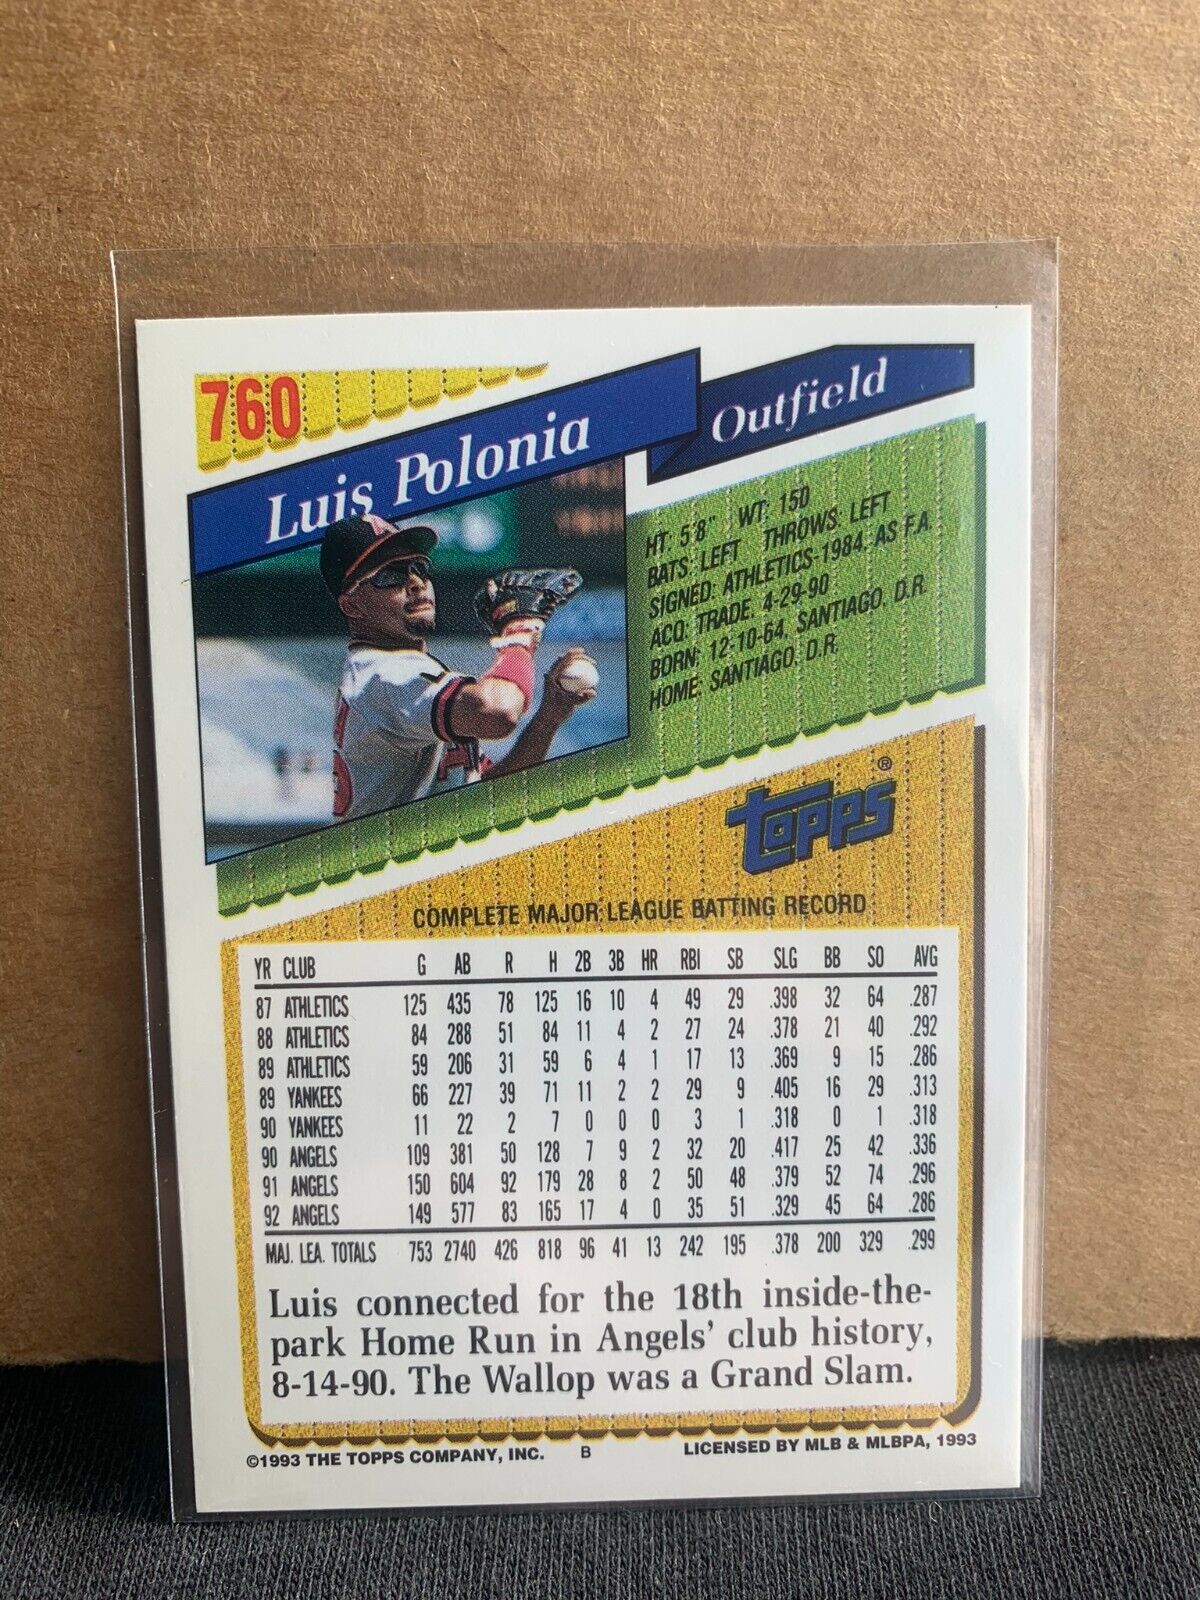 760
Luis Polonia
Outfield
HT: 5'8" WT: 150
BATS: LEFT THROWS: LEFT
SIGNED: ATHLETICS-1984, AS F.A.
ACQ. TRADE, 4-29-90
BORN: 12-10-64, SANTIAGO, D.R.
HOME: SANTIAGO, D.R.
TOPPS®
COMPLETE MAJOR LEAGUE BATTING RECORD
YR CLUB G AB R H 2B 3B HR RBI SB SLG BB SO AVG
87 ATHLETICS 125 435 78 125 16 10 4 49 29 .398 32 64 .287
88 ATHLETICS 84 288 51 84 11 4 2 27 24 .378 21 40 .292
89 ATHLETICS 59 206 31 59 6 4 1 17 13 .369 9 15 .286
89 YANKEES 66 227 39 71 11 2 2 29 9 .405 16 29 .313
90 YANKEES 11 22 2 7 0 0 0 3 1 .318 0 1 .318
90 ANGELS 109 381 50 128 7 9 2 32 20 .417 25 42 .336
91 ANGELS 150 604 92 179 28 8 2 50 48 .379 52 74 .296
92 ANGELS 149 577 83 165 17 4 0 35 51 .329 45 64 .286
MAJ. LEA. TOTALS 753 2740 426 818 96 41 13 242 195 .378 200 329 .299
Luis connected for the 18th inside-the-
park Home Run in Angels' club history,
8-14-90. The Wallop was a Grand Slam.
©1993 THE TOPPS COMPANY, INC. B LICENSED BY MLB & MLBPA, 1993